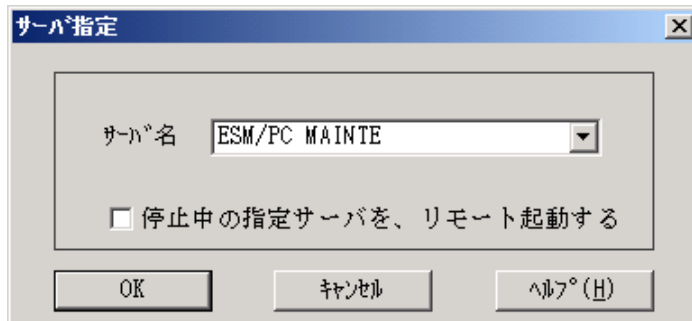 サーバ指定
ｻｰﾊﾞ名 ESM/PC MAINTE
停止中の指定サーバを、リモート起動する
OK ｷｬﾝｾﾙ ﾍﾙﾌﾟ(H)